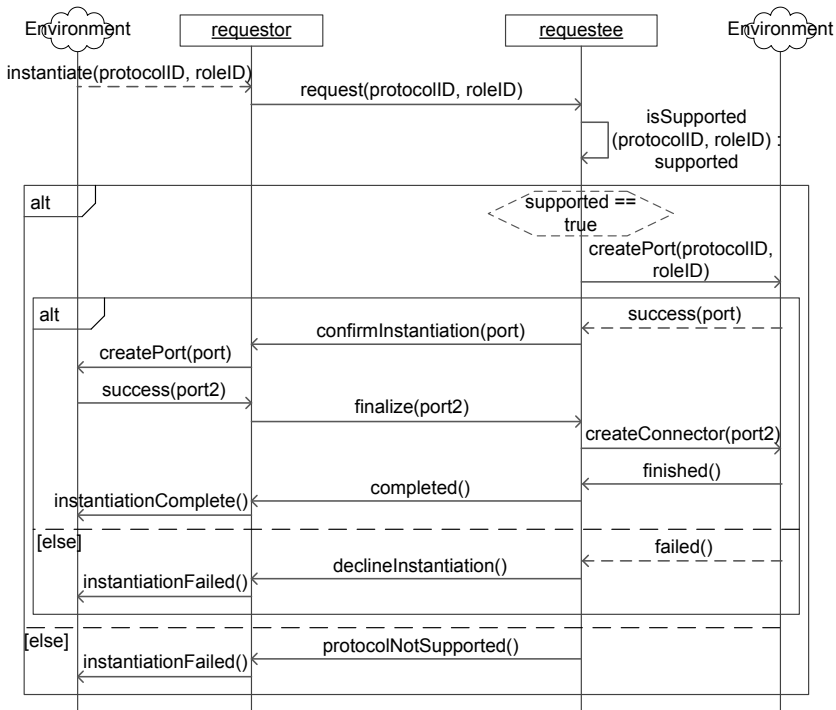 Environment
requestor
requestee
Environment
instantiate(protocolID, roleID)
request(protocolID, roleID)
isSupported
(protocolID, roleID) :
supported
alt
supported ==
true
createPort(protocolID,
roleID)
alt
success(port)
confirmInstantiation(port)
createPort(port)
success(port2)
finalize(port2)
createConnector(port2)
finished()
completed()
instantiationComplete()
[else]
failed()
declineInstantiation()
instantiationFailed()
[else]
protocolNotSupported()
instantiationFailed()